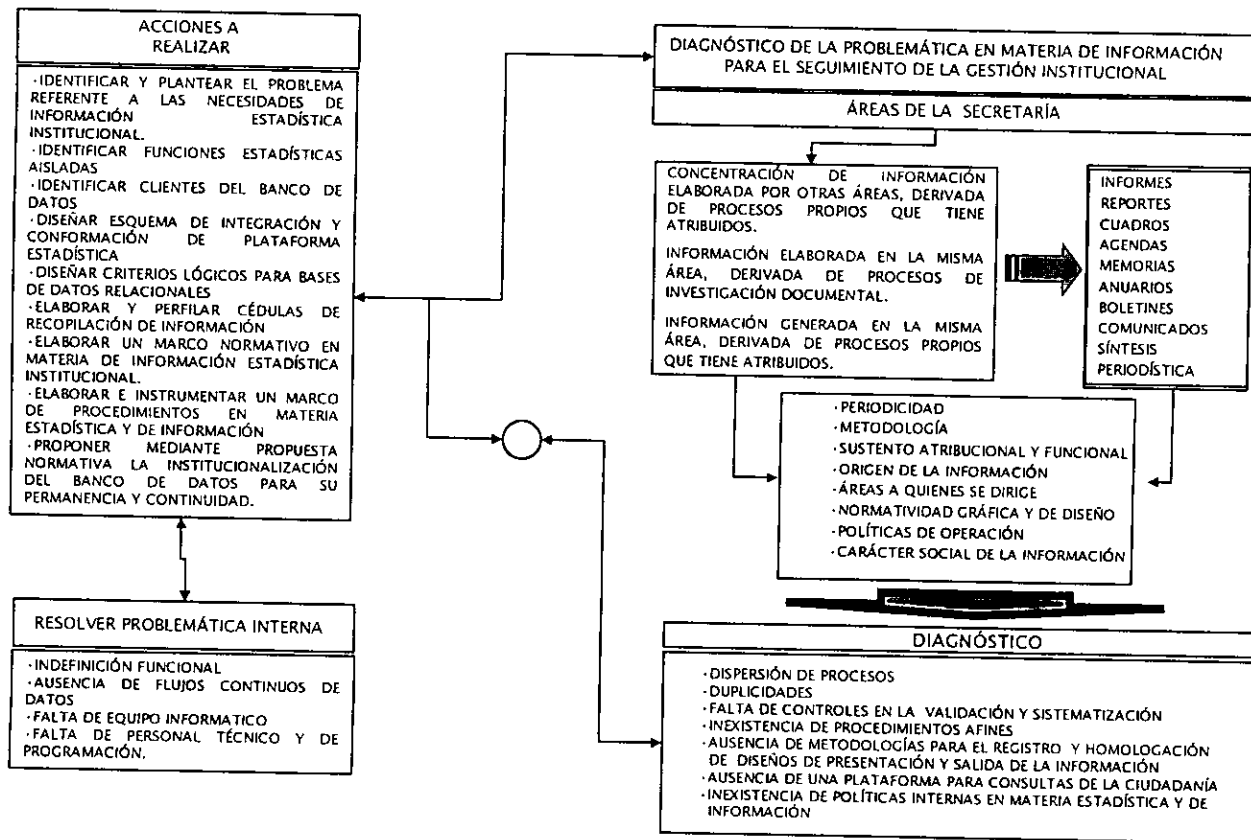 ACCIONES A
REALIZAR
·IDENTIFICAR Y PLANTEAR EL PROBLEMA
REFERENTE A LAS NECESIDADES DE
INFORMACIÓN ESTADÍSTICA
INSTITUCIONAL.
·IDENTIFICAR FUNCIONES ESTADÍSTICAS
AISLADAS
·IDENTIFICAR CLIENTES DEL BANCO DE
DATOS
·DISEÑAR ESQUEMA DE INTEGRACIÓN Y
CONFORMACIÓN DE PLATAFORMA
ESTADÍSTICA
·DISEÑAR CRITERIOS LÓGICOS PARA BASES
DE DATOS RELACIONALES
·ELABORAR Y PERFILAR CÉDULAS DE
RECOPILACIÓN DE INFORMACIÓN
·ELABORAR UN MARCO NORMATIVO EN
MATERIA DE INFORMACIÓN ESTADÍSTICA
INSTITUCIONAL.
·ELABORAR E INSTRUMENTAR UN MARCO
DE PROCEDIMIENTOS EN MATERIA
ESTADÍSTICA Y DE INFORMACIÓN
·PROPONER MEDIANTE PROPUESTA
NORMATIVA LA INSTITUCIONALIZACIÓN
DEL BANCO DE DATOS PARA SU
PERMANENCIA Y CONTINUIDAD.
RESOLVER PROBLEMÁTICA INTERNA
·INDEFINICIÓN FUNCIONAL
·AUSENCIA DE FLUJOS CONTINUOS DE
DATOS
·FALTA DE EQUIPO INFORMATICO
·FALTA DE PERSONAL TÉCNICO Y DE
PROGRAMACIÓN.
DIAGNÓSTICO DE LA PROBLEMÁTICA EN MATERIA DE INFORMACIÓN
PARA EL SEGUIMIENTO DE LA GESTIÓN INSTITUCIONAL
ÁREAS DE LA SECRETARÍA
CONCENTRACIÓN DE INFORMACIÓN
ELABORADA POR OTRAS ÁREAS, DERIVADA
DE PROCESOS PROPIOS QUE TIENE
ATRIBUIDOS.
INFORMACIÓN ELABORADA EN LA MISMA
ÁREA, DERIVADA DE PROCESOS DE
INVESTIGACIÓN DOCUMENTAL.
INFORMACIÓN GENERADA EN LA MISMA
ÁREA, DERIVADA DE PROCESOS PROPIOS
QUE TIENE ATRIBUIDOS.
INFORMES
REPORTES
CUADROS
AGENDAS
MEMORIAS
ANUARIOS
BOLETINES
COMUNICADOS
SÍNTESIS
PERIODÍSTICA
·PERIODICIDAD
·METODOLOGÍA
·SUSTENTO ATRIBUCIONAL Y FUNCIONAL
·ORIGEN DE LA INFORMACIÓN
·ÁREAS A QUIENES SE DIRIGE
·NORMATIVIDAD GRÁFICA Y DE DISEÑO
·POLÍTICAS DE OPERACIÓN
·CARÁCTER SOCIAL DE LA INFORMACIÓN
DIAGNÓSTICO
·DISPERSIÓN DE PROCESOS
·DUPLICIDADES
·FALTA DE CONTROLES EN LA VALIDACIÓN Y SISTEMATIZACIÓN
·INEXISTENCIA DE PROCEDIMIENTOS AFINES
·AUSENCIA DE METODOLOGÍAS PARA EL REGISTRO Y HOMOLOGACIÓN
DE DISEÑOS DE PRESENTACIÓN Y SALIDA DE LA INFORMACIÓN
·AUSENCIA DE UNA PLATAFORMA PARA CONSULTAS DE LA CIUDADANÍA
·INEXISTENCIA DE POLÍTICAS INTERNAS EN MATERIA ESTADÍSTICA Y DE
INFORMACIÓN